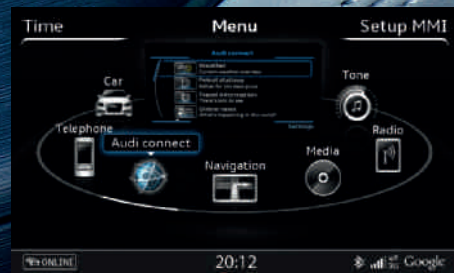 Time
Menu
Setup MMI
Audi connect
Car
Tone
Telephone
Radio
Audi connect
Media
Navigation
ONLINE
20:12
Google